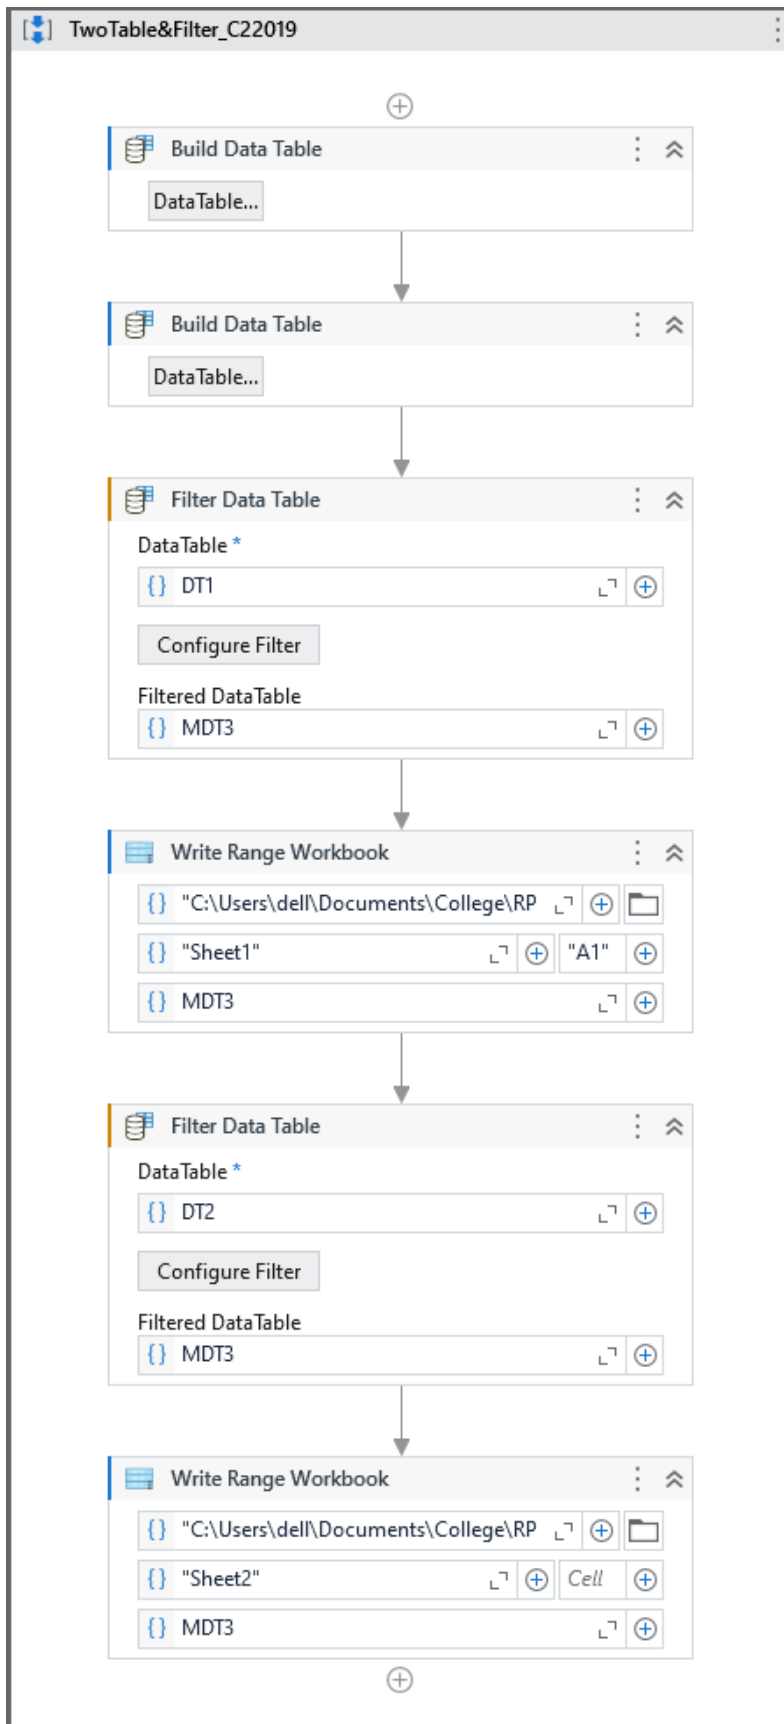 TwoTable&Filter_C22019
Build Data Table
DataTable...
Build Data Table
DataTable...
Filter Data Table
DataTable *
{} DT1
Configure Filter
Filtered DataTable
{} MDT3
Write Range Workbook
{} "C:\Users\dell\Documents\College\RP
{} "Sheet1" "A1"
{} MDT3
Filter Data Table
DataTable *
{} DT2
Configure Filter
Filtered DataTable
{} MDT3
Write Range Workbook
{} "C:\Users\dell\Documents\College\RP
{} "Sheet2" Cell
{} MDT3